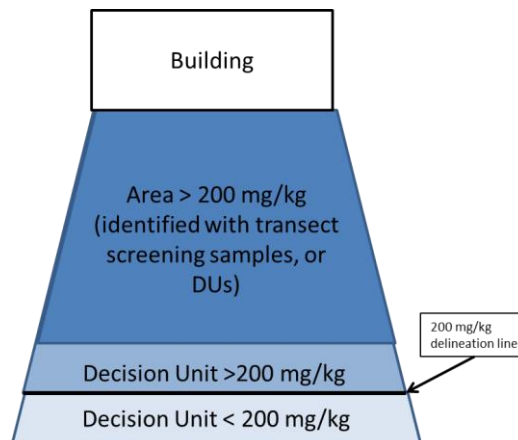 Building
Area > 200 mg/kg
(identified with transect
screening samples, or
DUs)
200 mg/kg
delineation line
Decision Unit >200 mg/kg
Decision Unit < 200 mg/kg